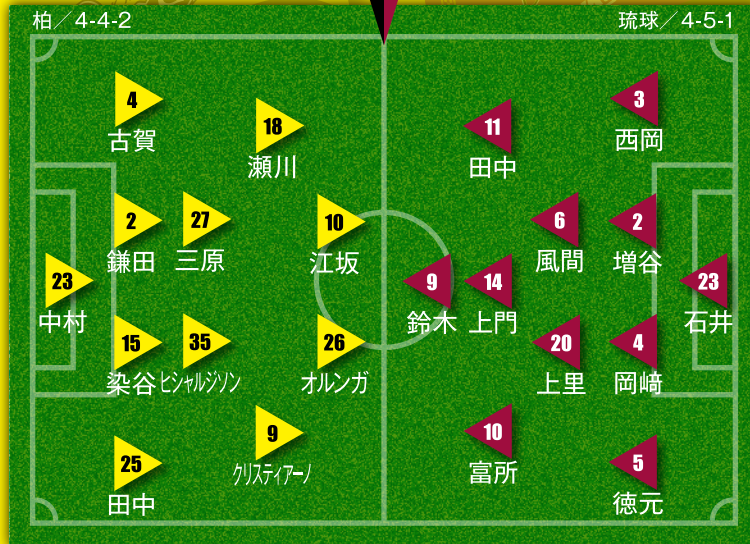 柏／4-4-2
琉球／4-5-1
4
古賀
18
瀬川
2
鎌田
27
三原
10
江坂
23
中村
15
染谷
35
ヒシャルジソン
26
オルンガ
9
クリスティアーノ
25
田中
11
田中
3
西岡
6
風間
2
増谷
9
鈴木
14
上門
23
石井
20
上里
4
岡﨑
10
富所
5
徳元